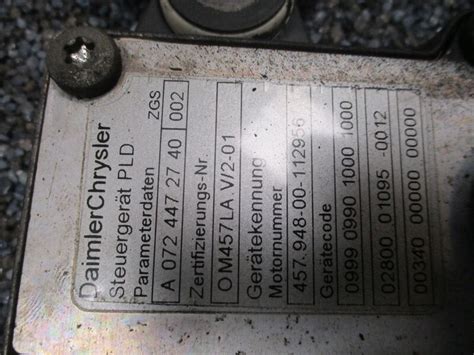 DaimlerChrysler
Steuergerät PLD
Parameterdaten ZGS
A 072 447 27 40 002
Zertifizierungs-Nr.
OM457LA VI/2-01
Gerätekennung
Motornummer
457.948-00-112956
Gerätecode
0999 0990 1000 1000
02800 01095 -0012
00340 00000 00000